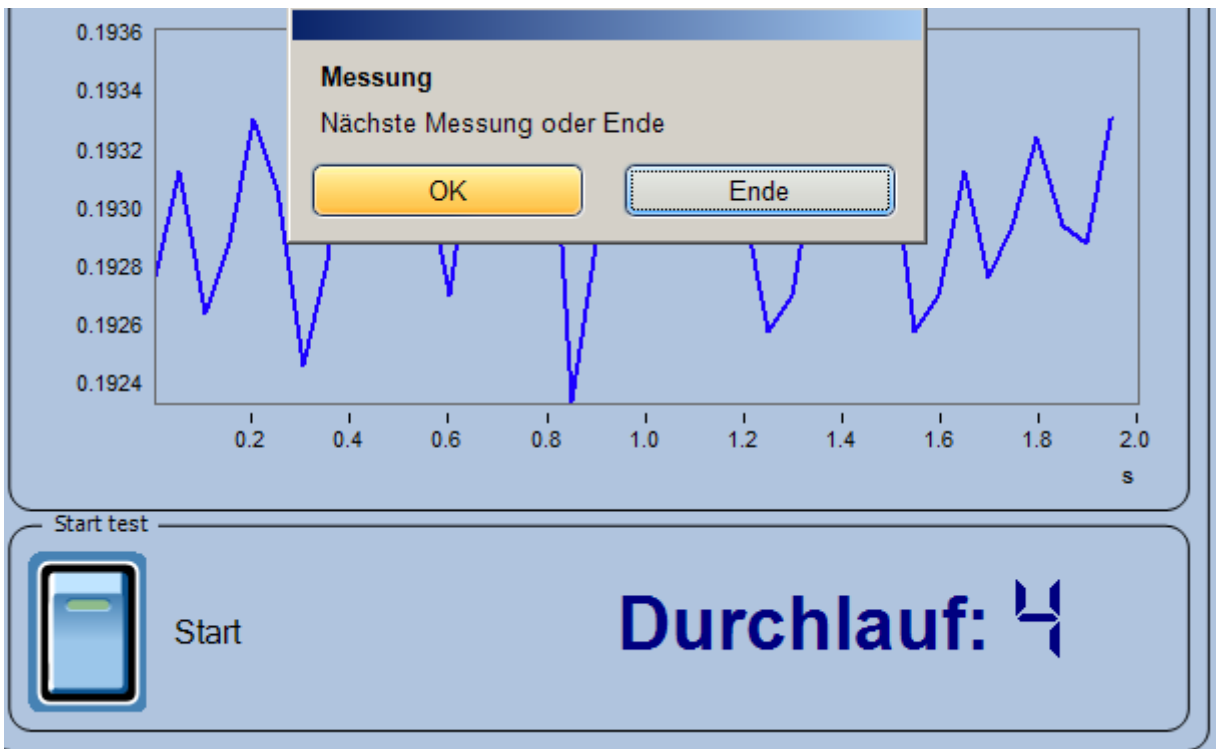 0.1936
0.1934
0.1932
0.1930
0.1928
0.1926
0.1924
Messung
Nächste Messung oder Ende
OK Ende
0.2 0.4 0.6 0.8 1.0 1.2 1.4 1.6 1.8 2.0
s
Start test
Start
Durchlauf: 4